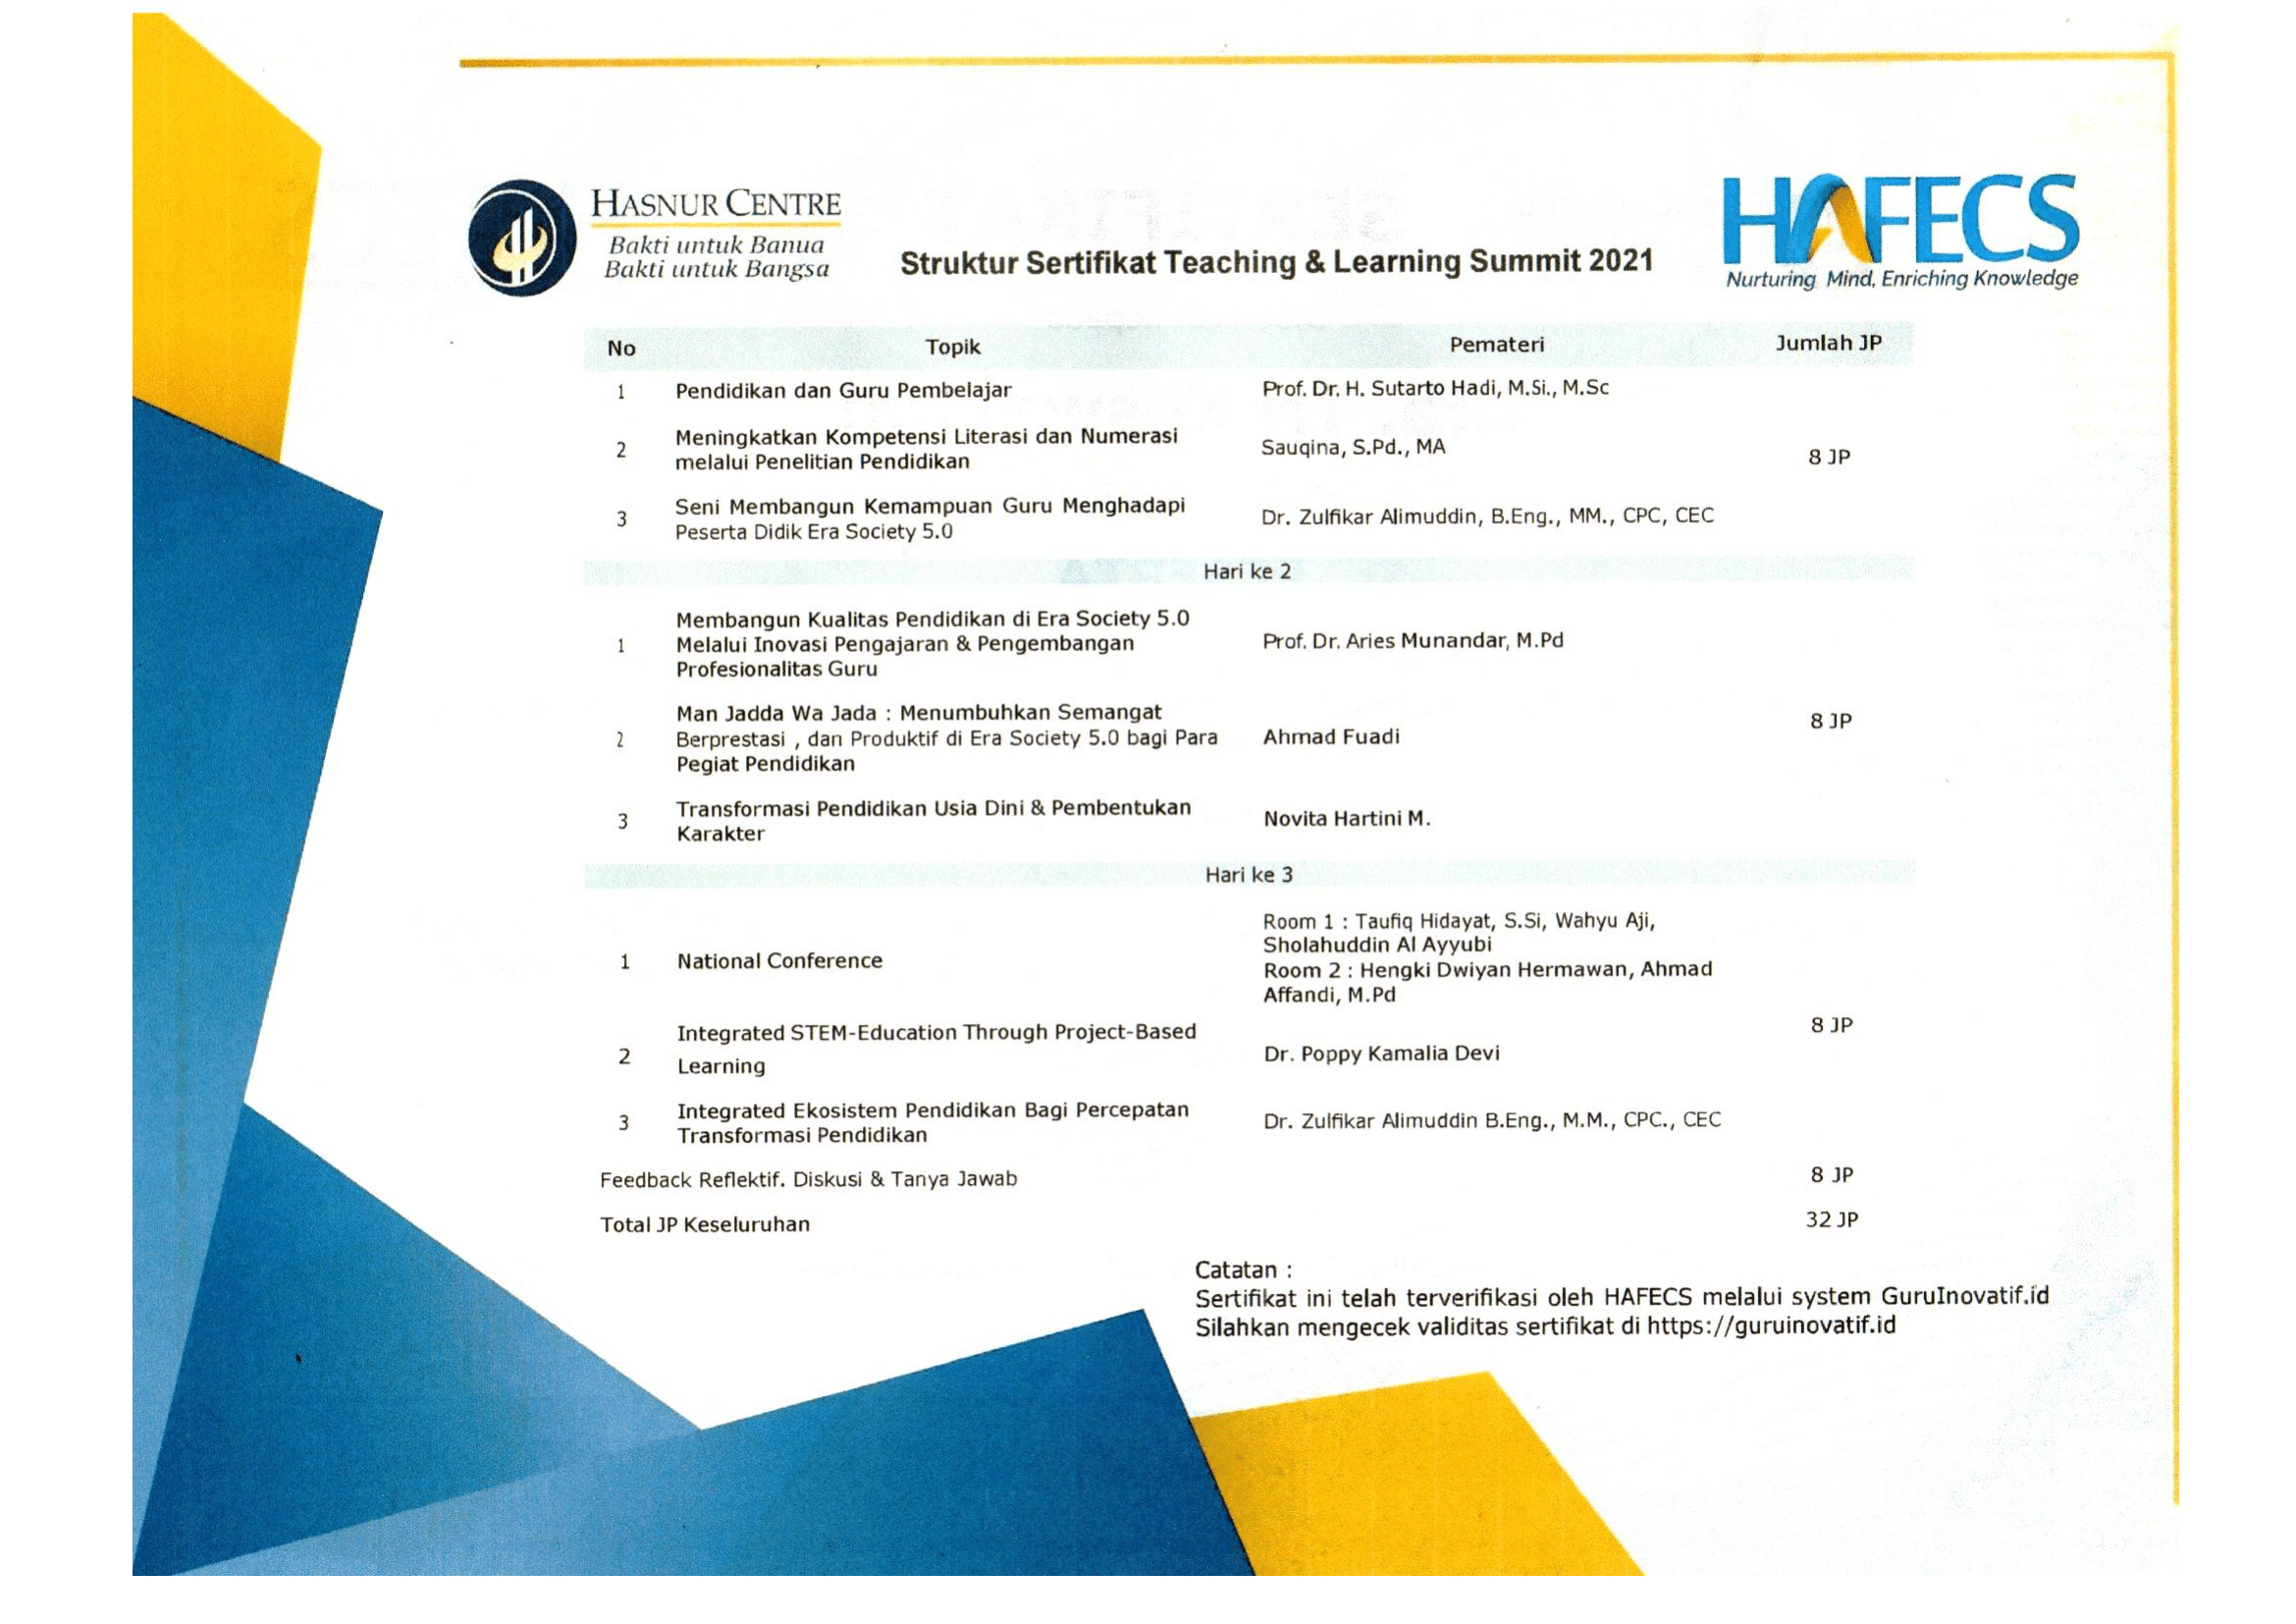 HASNUR CENTRE
Bakti untuk Banua
Bakti untuk Bangsa
Struktur Sertifikat Teaching & Learning Summit 2021
HAFECS
Nurturing Mind, Enriching Knowledge
No Topik Pemateri Jumlah JP
1 Pendidikan dan Guru Pembelajar Prof. Dr. H. Sutarto Hadi, M.Si., M.Sc
2 Meningkatkan Kompetensi Literasi dan Numerasi
melalui Penelitian Pendidikan
Sauqina, S.Pd., MA
8 JP
3 Seni Membangun Kemampuan Guru Menghadapi
Peserta Didik Era Society 5.0
Dr. Zulfikar Alimuddin, B.Eng., MM., CPC, CEC
Hari ke 2
1 Membangun Kualitas Pendidikan di Era Society 5.0
Melalui Inovasi Pengajaran & Pengembangan
Profesionalitas Guru
Prof. Dr. Aries Munandar, M.Pd
2 Man Jadda Wa Jada : Menumbuhkan Semangat
Berprestasi , dan Produktif di Era Society 5.0 bagi Para
Pegiat Pendidikan
Ahmad Fuadi
8 JP
3 Transformasi Pendidikan Usia Dini & Pembentukan
Karakter
Novita Hartini M.
Hari ke 3
1 National Conference
Room 1 : Taufiq Hidayat, S.Si, Wahyu Aji,
Sholahuddin Al Ayyubi
Room 2 : Hengki Dwiyan Hermawan, Ahmad
Affandi, M.Pd
8 JP
2 Integrated STEM-Education Through Project-Based
Learning
Dr. Poppy Kamalia Devi
3 Integrated Ekosistem Pendidikan Bagi Percepatan
Transformasi Pendidikan
Dr. Zulfikar Alimuddin B.Eng., M.M., CPC., CEC
Feedback Reflektif. Diskusi & Tanya Jawab 8 JP
Total JP Keseluruhan 32 JP
Catatan :
Sertifikat ini telah terverifikasi oleh HAFECS melalui system GuruInovatif.id
Silahkan mengecek validitas sertifikat di https://guruinovatif.id